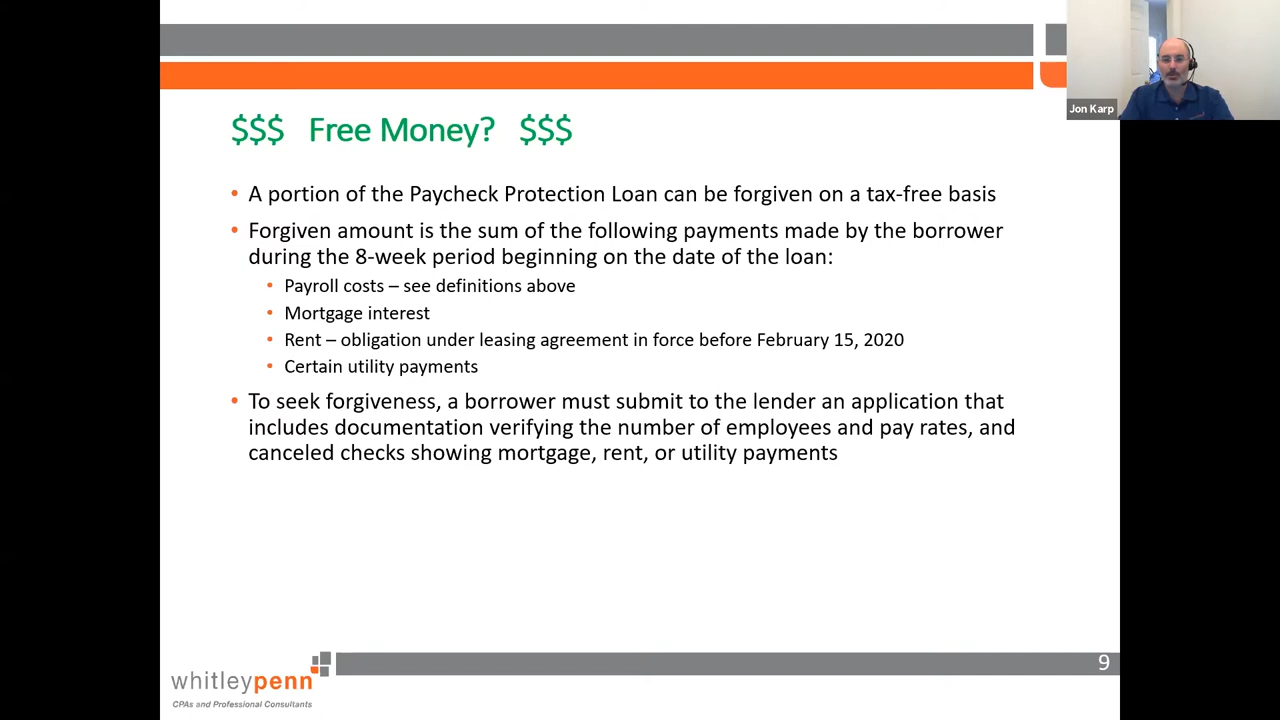 Jon Karp
$$$ Free Money? $$$
• A portion of the Paycheck Protection Loan can be forgiven on a tax-free basis
• Forgiven amount is the sum of the following payments made by the borrower
during the 8-week period beginning on the date of the loan:
• Payroll costs – see definitions above
• Mortgage interest
• Rent – obligation under leasing agreement in force before February 15, 2020
• Certain utility payments
• To seek forgiveness, a borrower must submit to the lender an application that
includes documentation verifying the number of employees and pay rates, and
canceled checks showing mortgage, rent, or utility payments
9
whitleypenn
CPAs and Professional Consultants